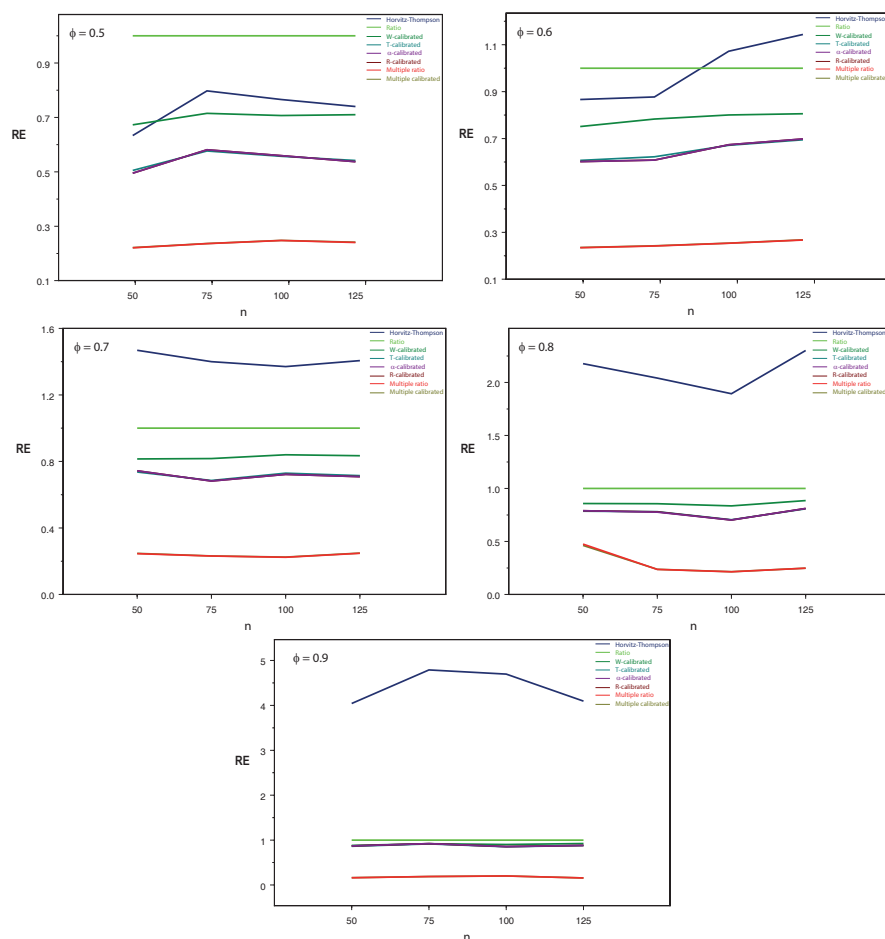 ϕ = 0.5
Horvitz-Thompson
Ratio
W-calibrated
T-calibrated
α-calibrated
R-calibrated
Multiple ratio
Multiple calibrated
0.9
0.7
RE
0.5
0.3
0.1
50
75
100
125
n
ϕ = 0.6
Horvitz-Thompson
Ratio
W-calibrated
T-calibrated
α-calibrated
R-calibrated
Multiple ratio
Multiple calibrated
1.1
0.9
RE
0.7
0.5
0.3
0.1
50
75
100
125
n
ϕ = 0.7
Horvitz-Thompson
Ratio
W-calibrated
T-calibrated
α-calibrated
R-calibrated
Multiple ratio
Multiple calibrated
1.6
1.2
RE
0.8
0.4
0.0
50
75
100
125
n
ϕ = 0.8
Horvitz-Thompson
Ratio
W-calibrated
T-calibrated
α-calibrated
R-calibrated
Multiple ratio
Multiple calibrated
2.0
RE
1.5
1.0
0.5
0.0
50
75
100
125
n
ϕ = 0.9
Horvitz-Thompson
Ratio
W-calibrated
T-calibrated
α-calibrated
R-calibrated
Multiple ratio
Multiple calibrated
5
4
3
RE
2
1
0
50
75
100
125
n